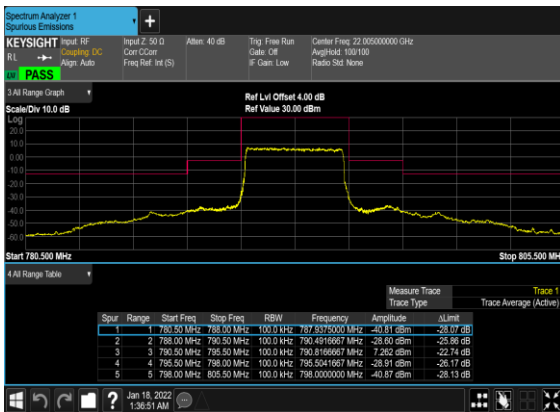 Spectrum Analyzer 1
Spurious Emissions
+
KEYSIGHT
Input: RF
Coupling: DC
Align: Auto
Input Z: 50 Ω
Corr CCorr
Freq Ref: Int (S)
Atten: 40 dB
Trig: Free Run
Gate: Off
IF Gain: Low
Center Freq: 22.005000000 GHz
Avg|Hold: 100/100
Radio Std: None
RL
LXI PASS
3 All Range Graph
Scale/Div 10.0 dB
Ref Lvl Offset 4.00 dB
Ref Value 30.00 dBm
Log
20.0
10.0
0.00
-10.0
-20.0
-30.0
-40.0
-50.0
-60.0
Start 780.500 MHz Stop 805.500 MH
4 All Range Table
Measure Trace Trace 1
Trace Type Trace Average (Active)
Spur Range Start Freq Stop Freq RBW Frequency Amplitude ΔLimit
1 1 780.50 MHz 788.00 MHz 100.0 kHz 787.9375000 MHz -40.81 dBm -28.07 dB
2 2 788.00 MHz 790.50 MHz 100.0 kHz 790.4916667 MHz -28.60 dBm -25.86 dB
3 3 790.50 MHz 795.50 MHz 100.0 kHz 790.8166667 MHz 7.262 dBm -22.74 dB
4 4 795.50 MHz 798.00 MHz 100.0 kHz 795.5041667 MHz -28.91 dBm -26.17 dB
5 5 798.00 MHz 805.50 MHz 100.0 kHz 798.0000000 MHz -40.87 dBm -28.13 dB
?
Jan 18, 2022
1:36:51 AM